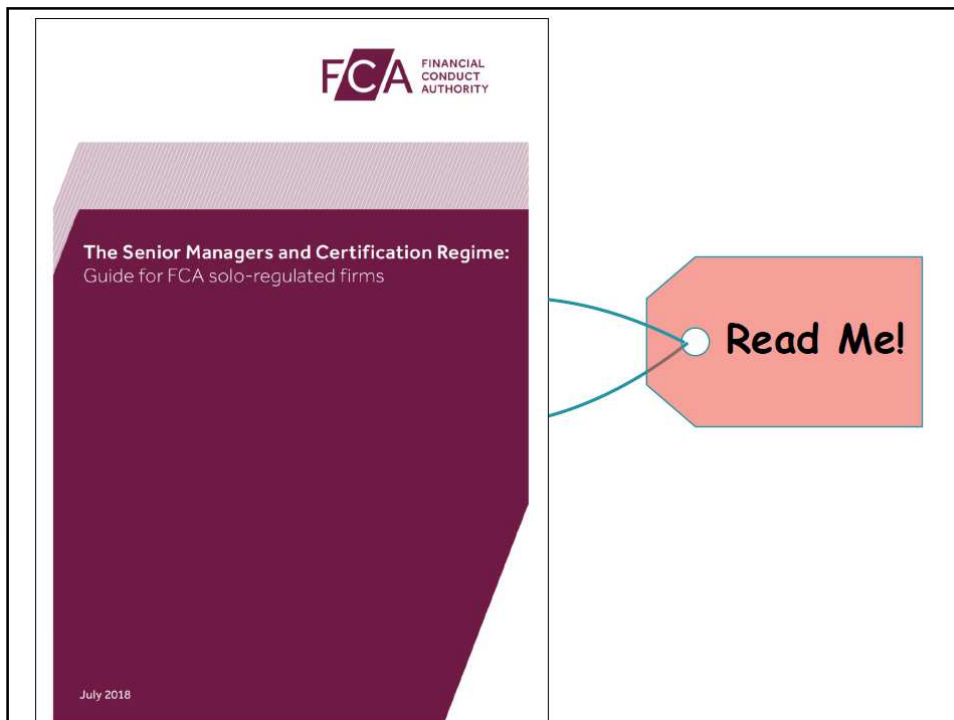 FCA
FINANCIAL
CONDUCT
AUTHORITY
The Senior Managers and Certification Regime:
Guide for FCA solo-regulated firms
Read Me!
July 2018